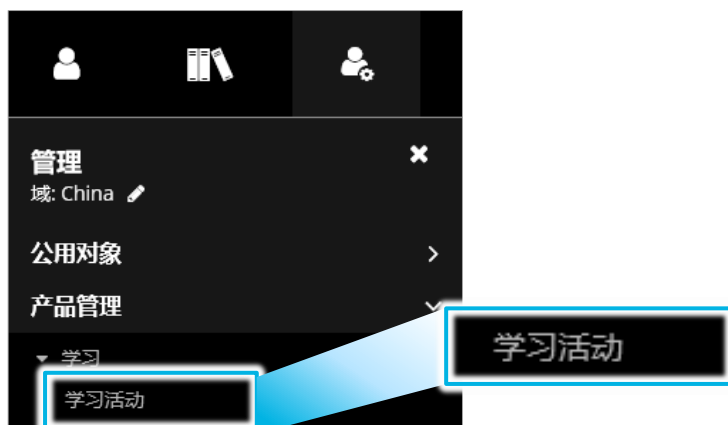 管理
域: China
公用对象
产品管理
学习
学习活动
学习活动